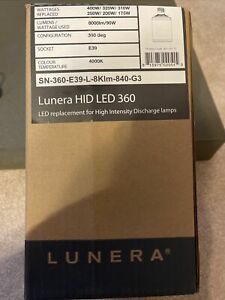 WATTAGES REPLACED
400W/ 320W/ 310W
250W/ 200W/ 175W
LUMENS / WATTAGE USED
8000lm/90W
CONFIGURATION
360 deg
SOCKET
E39
COLOUR TEMPERATURE
4000K
SN-360-E39-L-8Klm-840-G3
Lunera HID LED 360
LED replacement for High Intensity Discharge lamps
LUNERA®